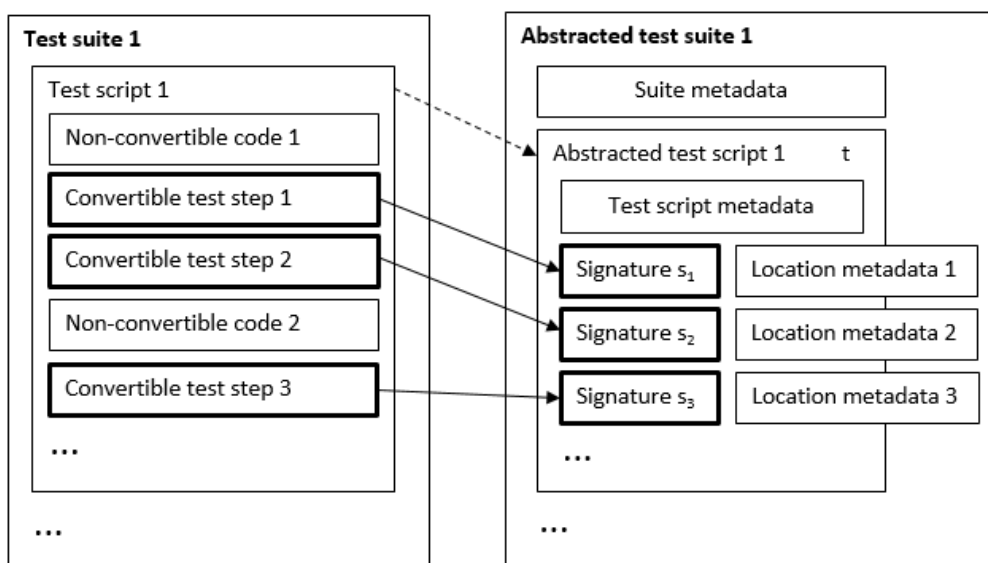 Test suite 1
Test script 1
Non-convertible code 1
Convertible test step 1
Convertible test step 2
Non-convertible code 2
Convertible test step 3
...
...
Abstracted test suite 1
Suite metadata
Abstracted test script 1 t
Test script metadata
Signature s₁ Location metadata 1
Signature s₂ Location metadata 2
Signature s₃ Location metadata 3
...
...